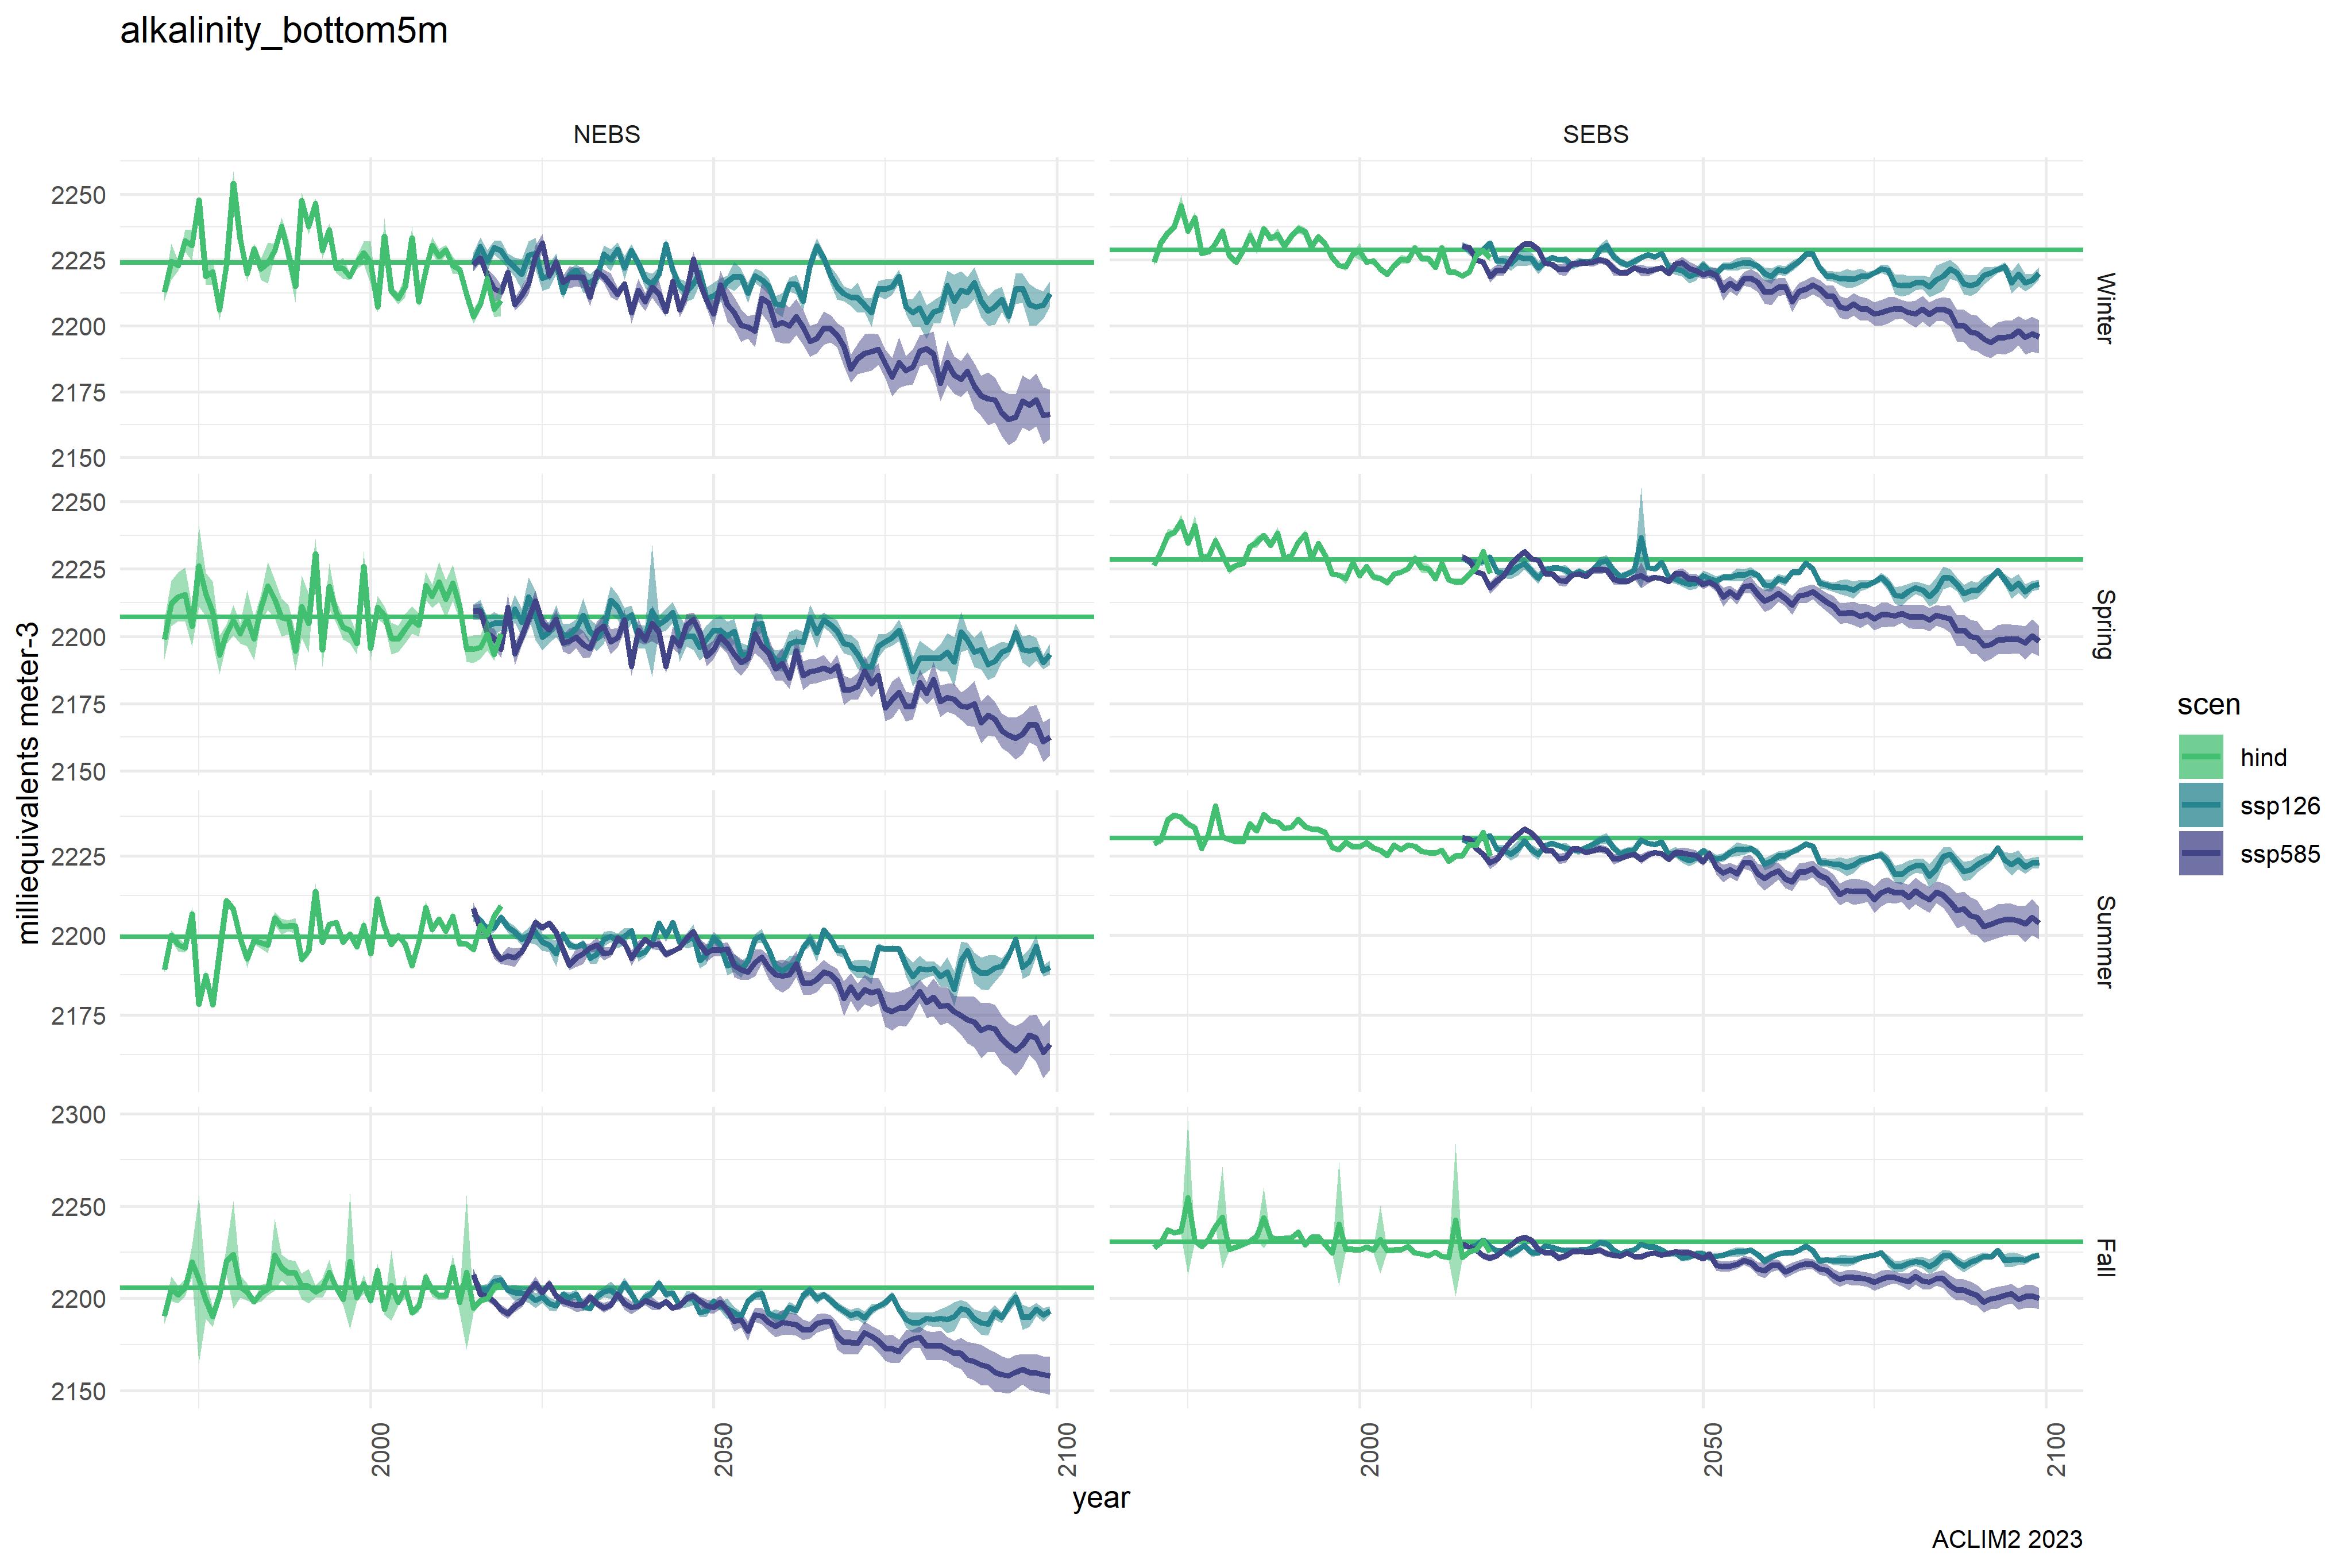 alkalinity_bottom5m
NEBS
SEBS
2250
2225
2200
2175
2150
Winter
2250
2225
2200
2175
2150
Spring
2225
2200
2175
Summer
2300
2250
2200
2150
Fall
milliequivalents meter-3
2000
2050
2100
2000
2050
2100
year
scen
hind
ssp126
ssp585
ACLIM2 2023